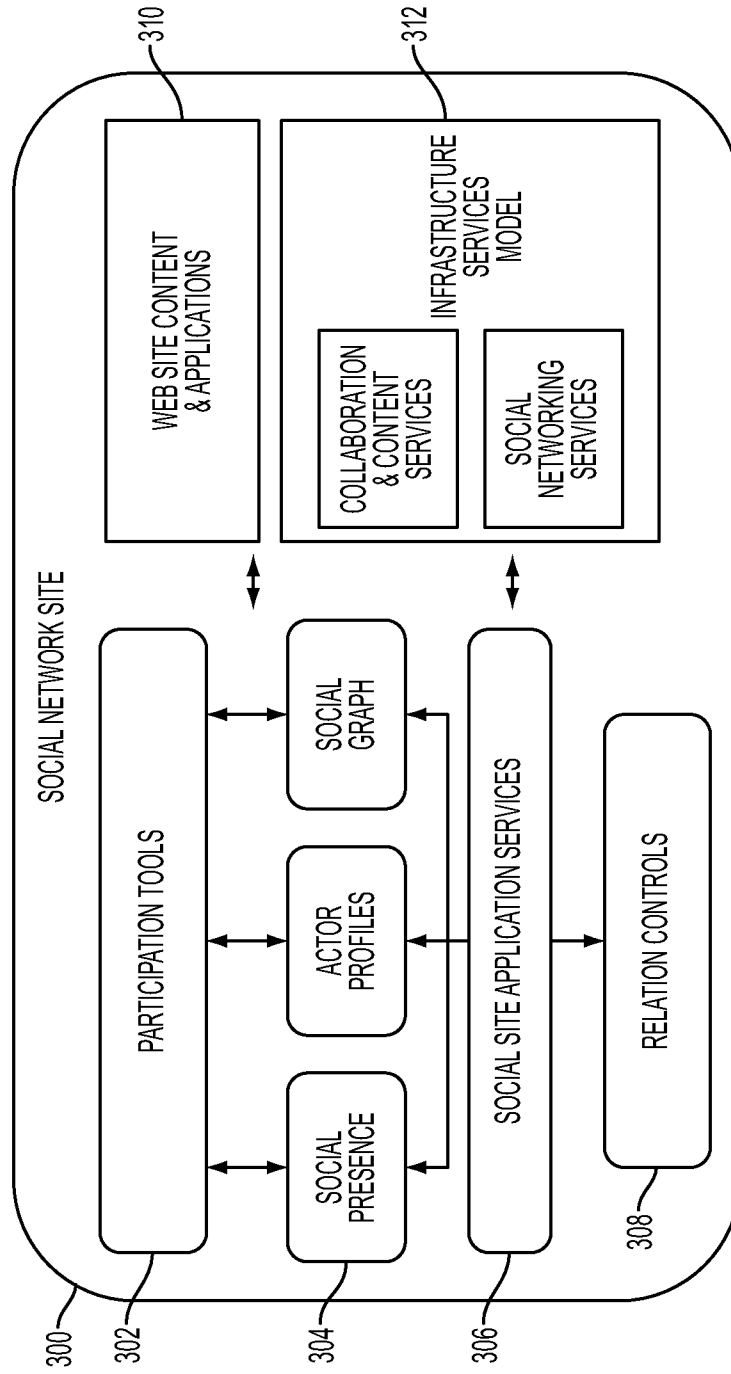 SOCIAL NETWORK SITE
300
302
PARTICIPATION TOOLS
304
SOCIAL
PRESENCE
ACTOR
PROFILES
SOCIAL
GRAPH
306
SOCIAL SITE APPLICATION SERVICES
308
RELATION CONTROLS
WEB SITE CONTENT
& APPLICATIONS
310
COLLABORATION
& CONTENT
SERVICES
SOCIAL
NETWORKING
SERVICES
INFRASTRUCTURE
SERVICES
MODEL
312